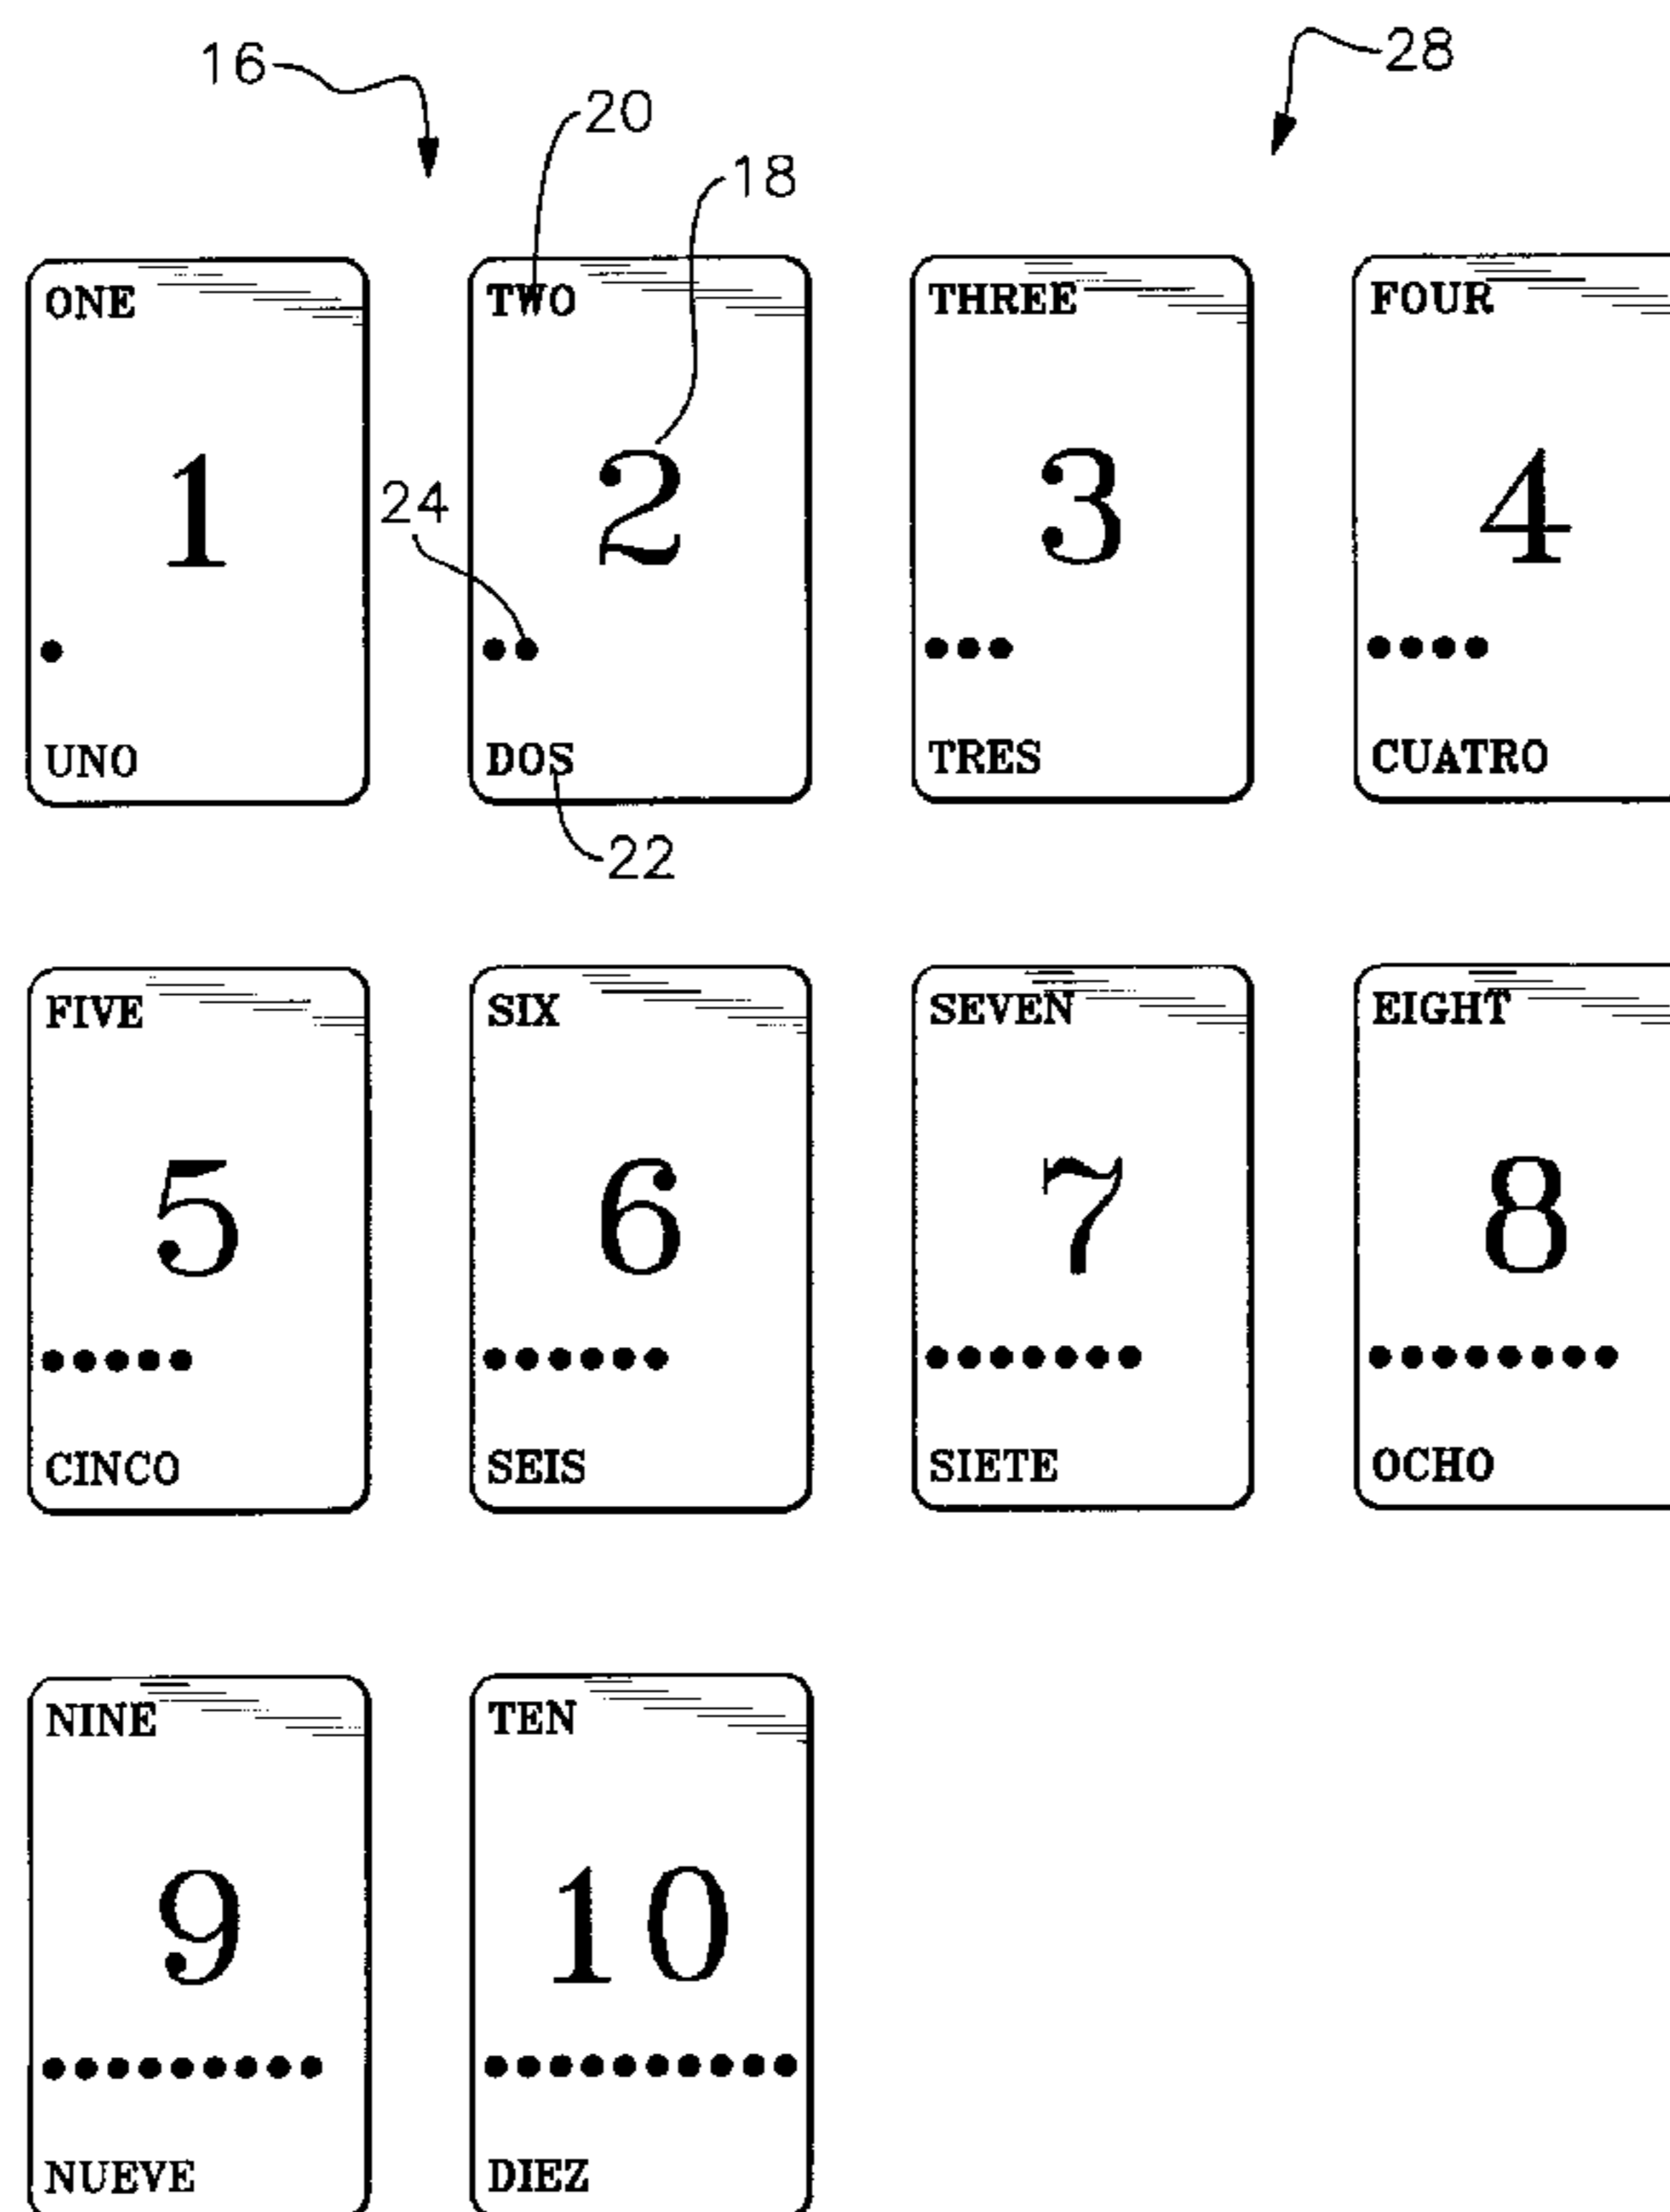 16
28
20
18
ONE
TWO
THREE
FOUR
1
2
3
4
24
UNO
DOS
TRES
CUATRO
22
FIVE
SIX
SEVEN
EIGHT
5
6
7
8
CINCO
SEIS
SIETE
OCHO
NINE
TEN
9
10
NUEVE
DIEZ